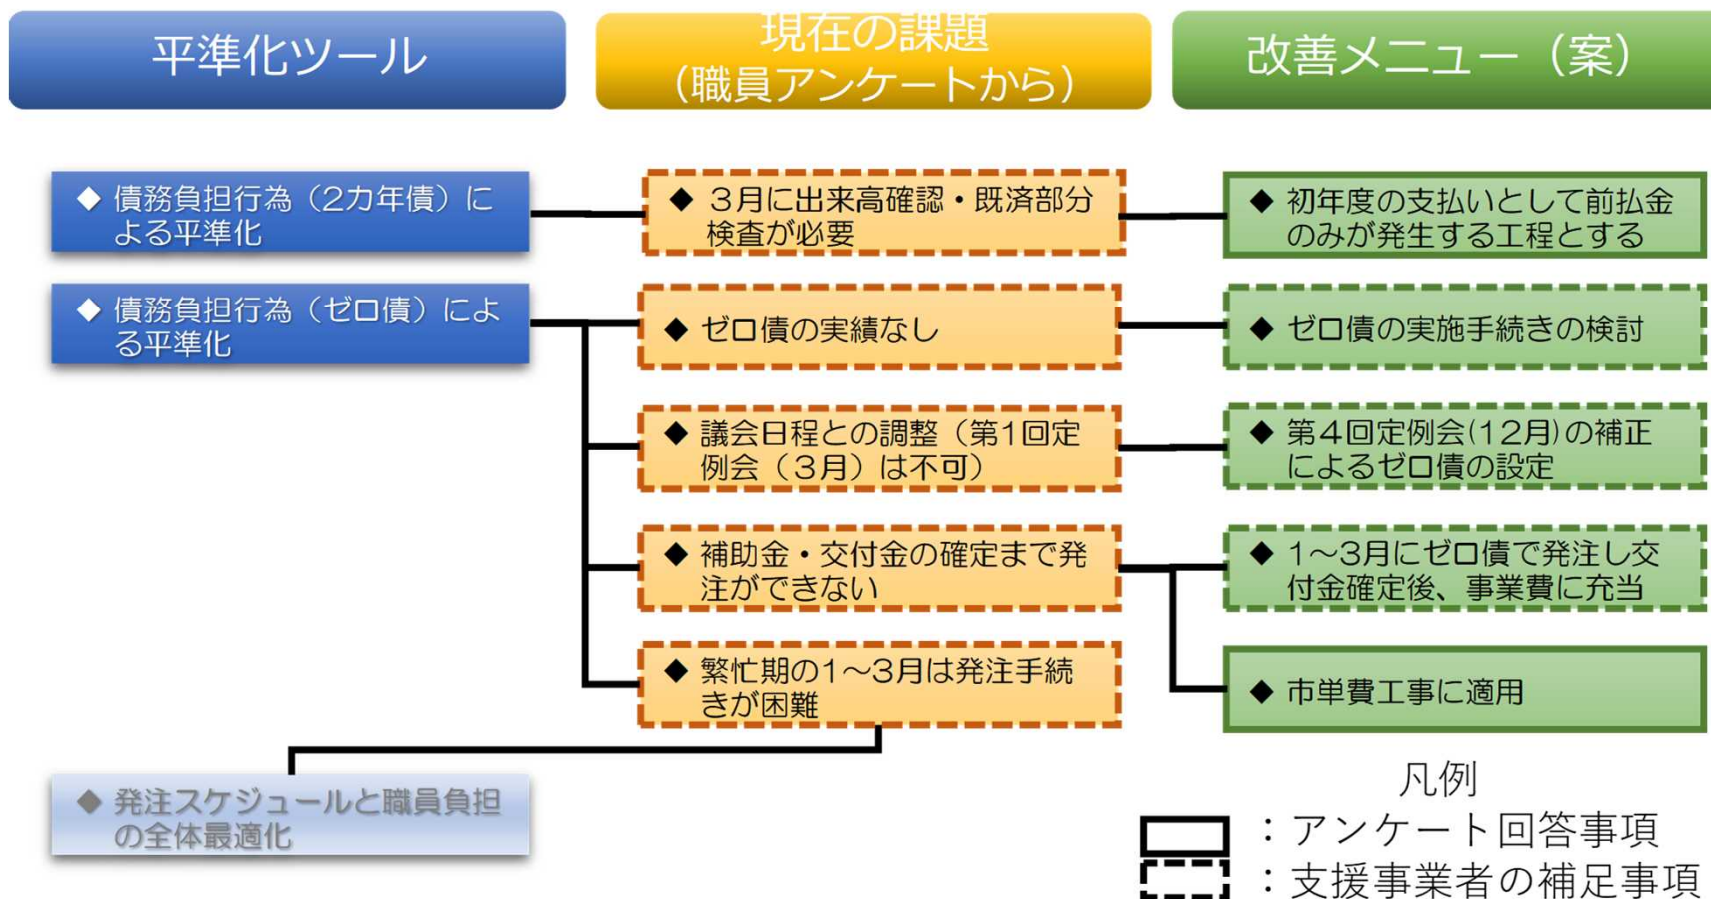 平準化ツール
現在の課題
（職員アンケートから）
改善メニュー（案）
◆ 債務負担行為（2カ年債）に
よる平準化
◆ 3月に出来高確認・既済部分
検査が必要
◆ 初年度の支払いとして前払金
のみが発生する工程とする
◆ 債務負担行為（ゼロ債）によ
る平準化
◆ ゼロ債の実績なし
◆ ゼロ債の実施手続きの検討
◆ 議会日程との調整（第1回定
例会（3月）は不可）
◆ 第4回定例会(12月)の補正
によるゼロ債の設定
◆ 補助金・交付金の確定まで発
注ができない
◆ 1～3月にゼロ債で発注し交
付金確定後、事業費に充当
◆ 繁忙期の1～3月は発注手続
きが困難
◆ 市単費工事に適用
◆ 発注スケジュールと職員負担
の全体最適化
凡例
：アンケート回答事項
：支援事業者の補足事項